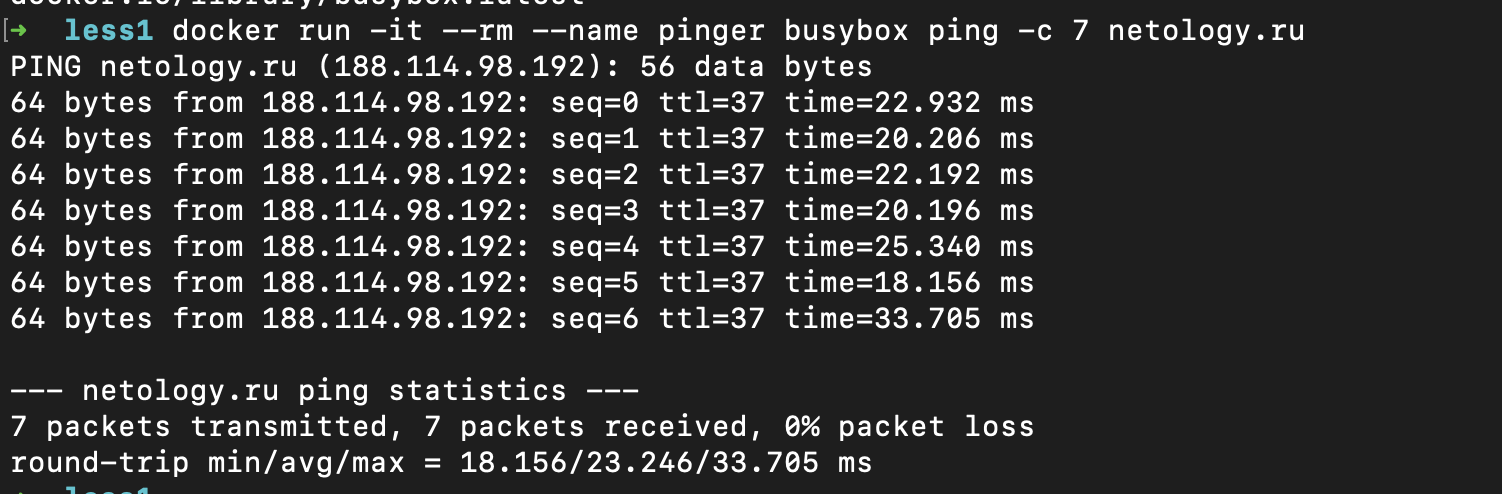 docker.io/library/busybox:latest
[➜  less1 docker run -it --rm --name pinger busybox ping -c 7 netology.ru
PING netology.ru (188.114.98.192): 56 data bytes
64 bytes from 188.114.98.192: seq=0 ttl=37 time=22.932 ms
64 bytes from 188.114.98.192: seq=1 ttl=37 time=20.206 ms
64 bytes from 188.114.98.192: seq=2 ttl=37 time=22.192 ms
64 bytes from 188.114.98.192: seq=3 ttl=37 time=20.196 ms
64 bytes from 188.114.98.192: seq=4 ttl=37 time=25.340 ms
64 bytes from 188.114.98.192: seq=5 ttl=37 time=18.156 ms
64 bytes from 188.114.98.192: seq=6 ttl=37 time=33.705 ms
--- netology.ru ping statistics ---
7 packets transmitted, 7 packets received, 0% packet loss
round-trip min/avg/max = 18.156/23.246/33.705 ms
➜  less1